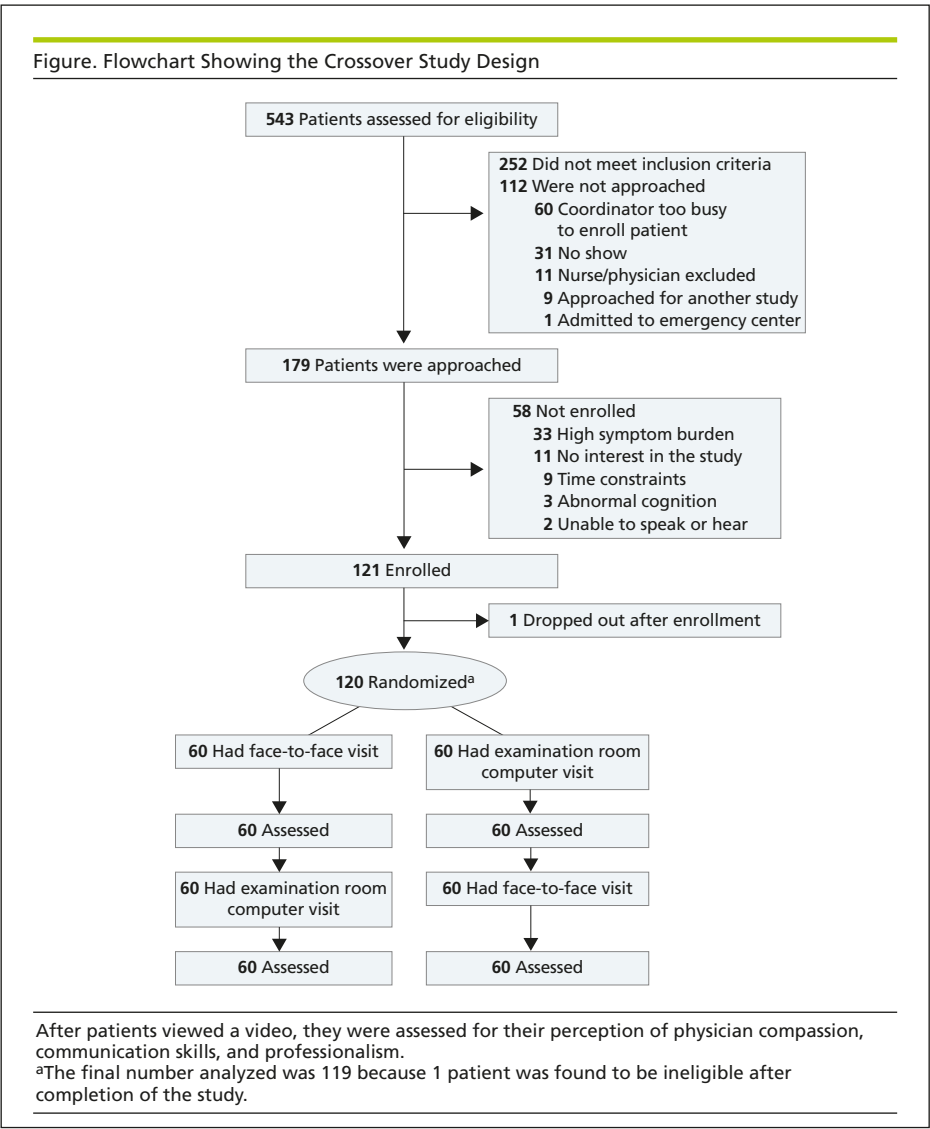 Figure. Flowchart Showing the Crossover Study Design
543 Patients assessed for eligibility
252 Did not meet inclusion criteria
112 Were not approached
60 Coordinator too busy
to enroll patient
31 No show
11 Nurse/physician excluded
9 Approached for another study
1 Admitted to emergency center
179 Patients were approached
58 Not enrolled
33 High symptom burden
11 No interest in the study
9 Time constraints
3 Abnormal cognition
2 Unable to speak or hear
121 Enrolled
1 Dropped out after enrollment
120 Randomizedᵃ
60 Had face-to-face visit
60 Had examination room
computer visit
60 Assessed
60 Assessed
60 Had examination room
computer visit
60 Had face-to-face visit
60 Assessed
60 Assessed
After patients viewed a video, they were assessed for their perception of physician compassion,
communication skills, and professionalism.
ᵃThe final number analyzed was 119 because 1 patient was found to be ineligible after
completion of the study.